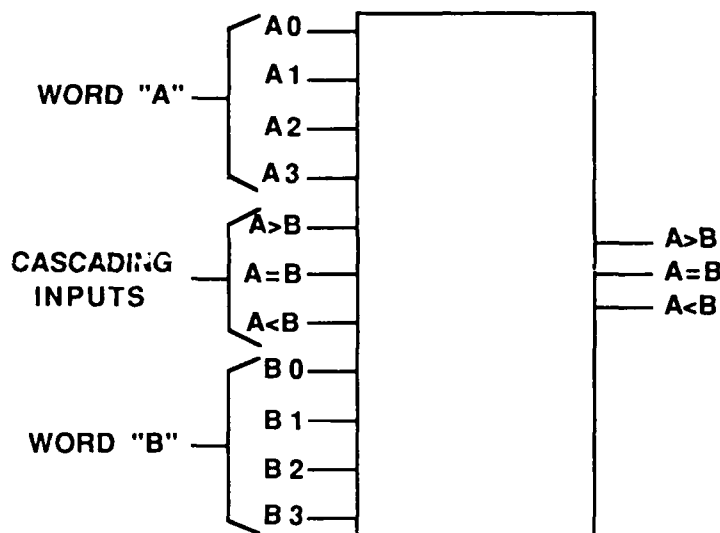 A0
A1
WORD "A"
A2
A3
A>B
CASCADING
INPUTS
A=B
A<B
B0
B1
WORD "B"
B2
B3
A>B
A=B
A<B